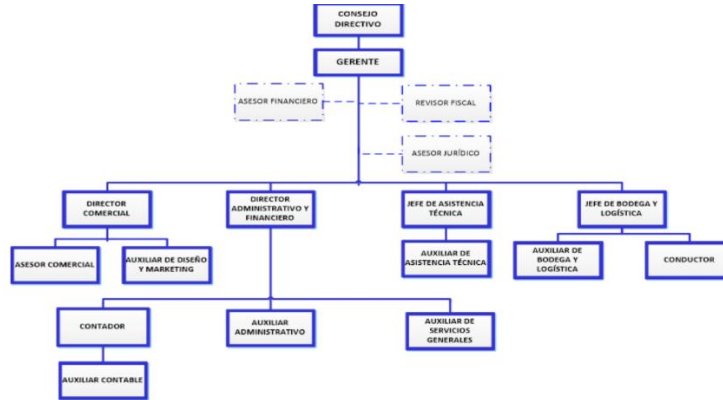 CONSEJO
DIRECTIVO
GERENTE
ASESOR FINANCIERO
REVISOR FISCAL
ASESOR JURÍDICO
DIRECTOR
COMERCIAL
DIRECTOR
ADMINISTRATIVO Y
FINANCIERO
JEFE DE ASISTENCIA
TÉCNICA
JEFE DE BODEGA Y
LOGÍSTICA
ASESOR COMERCIAL
AUXILIAR DE DISEÑO
Y MARKETING
AUXILIAR DE
ASISTENCIA TÉCNICA
AUXILIAR DE
BODEGA Y
LOGÍSTICA
CONDUCTOR
CONTADOR
AUXILIAR
ADMINISTRATIVO
AUXILIAR DE
SERVICIOS
GENERALES
AUXILIAR CONTABLE